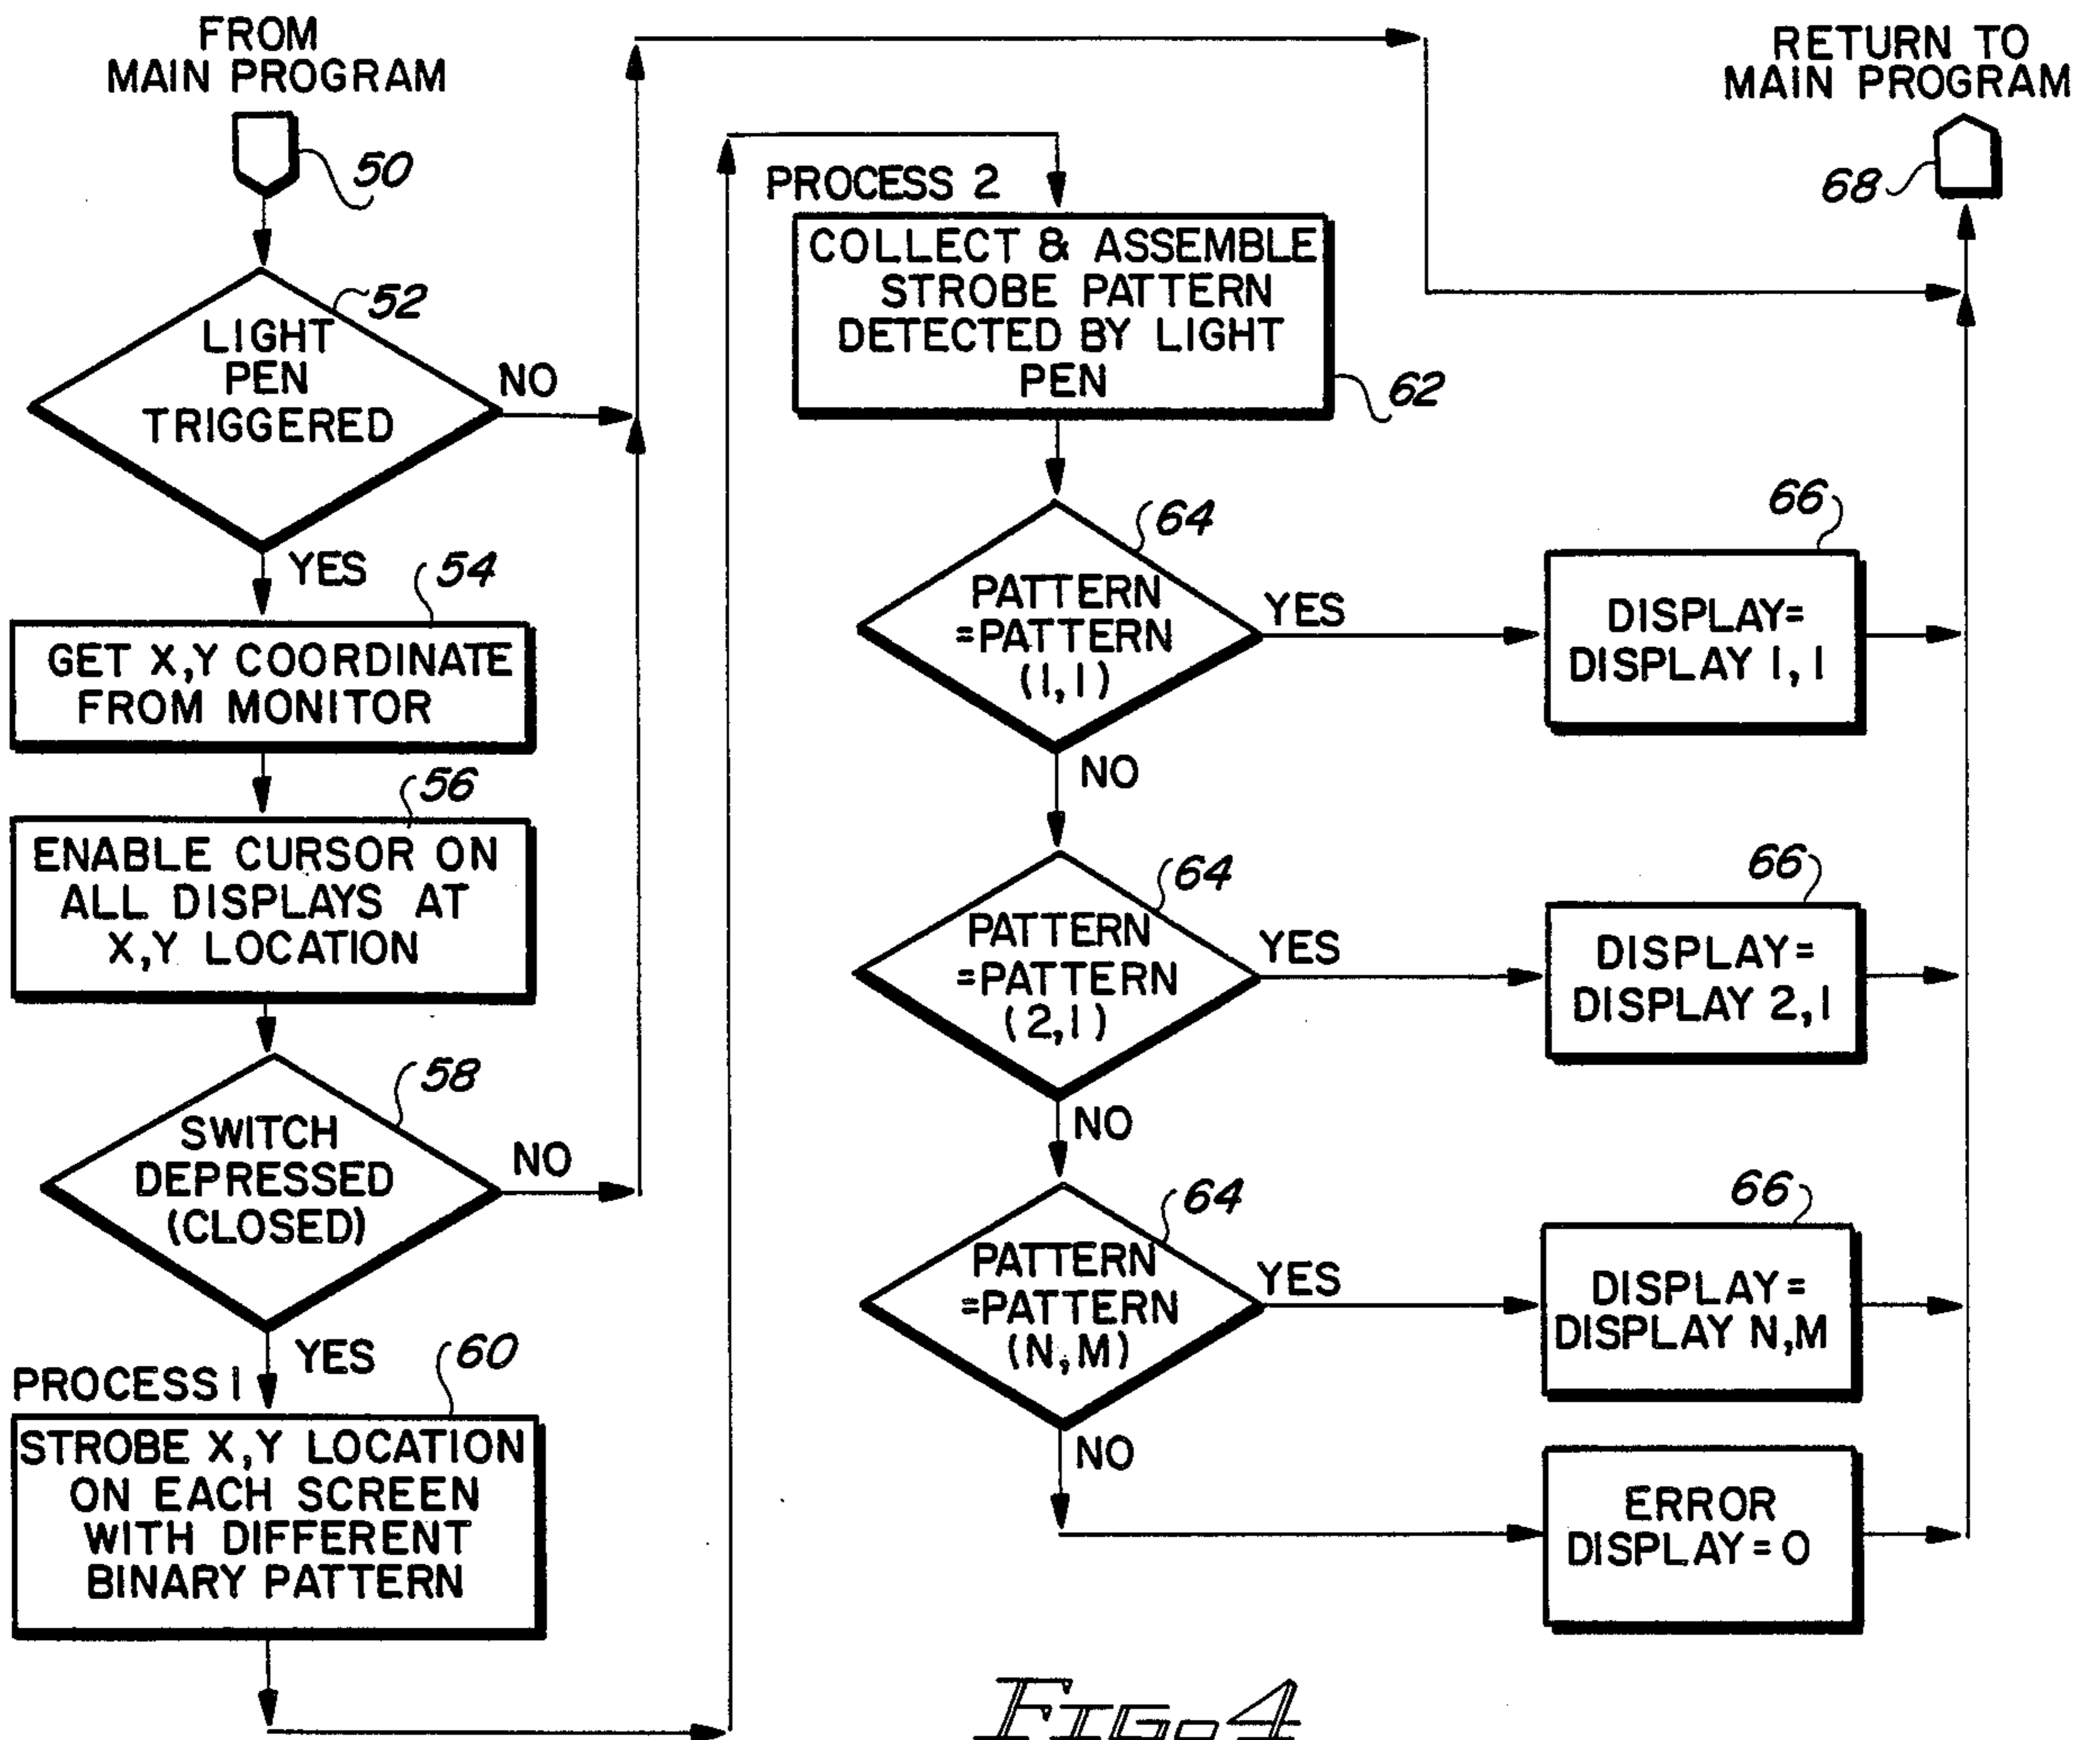 FROM
MAIN PROGRAM
50
52
LIGHT
PEN
TRIGGERED
NO
YES
54
GET X,Y COORDINATE
FROM MONITOR
56
ENABLE CURSOR ON
ALL DISPLAYS AT
X,Y LOCATION
58
SWITCH
DEPRESSED
(CLOSED)
NO
YES
PROCESS 1
60
STROBE X,Y LOCATION
ON EACH SCREEN
WITH DIFFERENT
BINARY PATTERN
PROCESS 2
COLLECT & ASSEMBLE
STROBE PATTERN
DETECTED BY LIGHT
PEN
62
64
PATTERN
=PATTERN
(1,1)
YES
NO
66
DISPLAY=
DISPLAY 1,1
64
PATTERN
=PATTERN
(2,1)
YES
NO
66
DISPLAY=
DISPLAY 2,1
64
PATTERN
=PATTERN
(N,M)
YES
NO
66
DISPLAY=
DISPLAY N,M
ERROR
DISPLAY=0
RETURN TO
MAIN PROGRAM
68
FIG-4